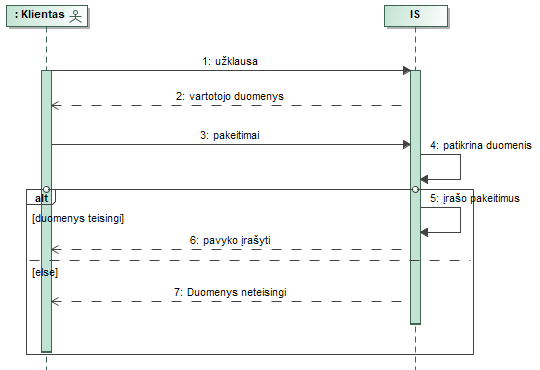 : Klientas
IS
1: užklausa
2: vartotojo duomenys
3: pakeitimai
4: patikrina duomenis
alt
5: įrašo pakeitimus
[duomenys teisingi]
6: pavyko įrašyti
[else]
7: Duomenys neteisingi